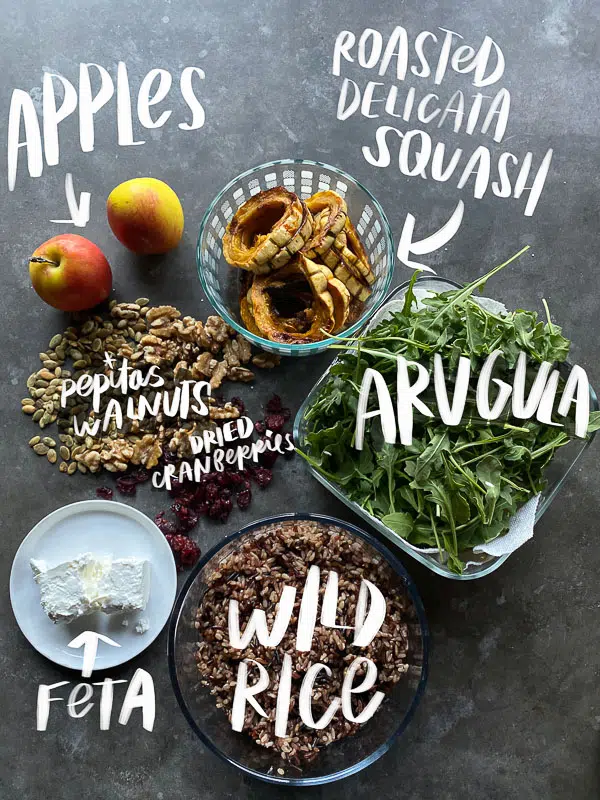 APPLES
ROASTED
DELICATA
SQUASH
ARUGULA
*
pepitas
WALNUTS
DRIED
CRANBERRIES
WILD
RICE
FETA